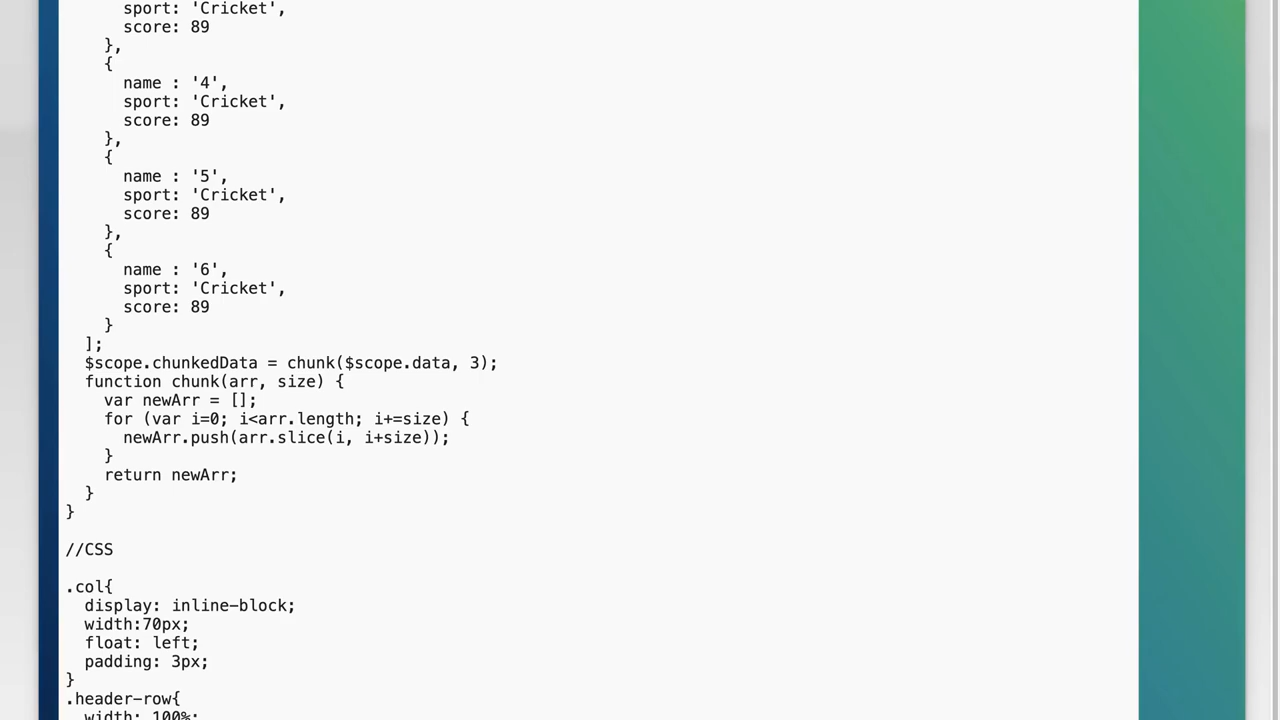 sport: 'Cricket',
score: 89
},
{
name : '4',
sport: 'Cricket',
score: 89
},
{
name : '5',
sport: 'Cricket',
score: 89
},
{
name : '6',
sport: 'Cricket',
score: 89
}
];
$scope.chunkedData = chunk($scope.data, 3);
function chunk(arr, size) {
var newArr = [];
for (var i=0; i<arr.length; i+=size) {
newArr.push(arr.slice(i, i+size));
}
return newArr;
}
}
//CSS
.col{
display: inline-block;
width:70px;
float: left;
padding: 3px;
}
.header-row{
width: 100%;